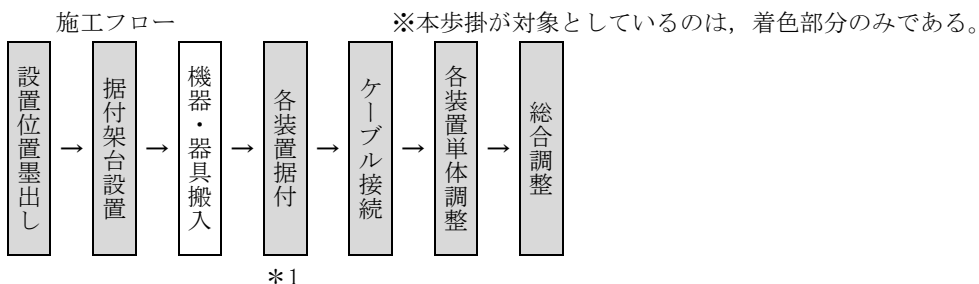 施工フロー
※本歩掛が対象としているのは，着色部分のみである。
設置位置墨出し
→
据付架台設置
→
機器・器具搬入
→
各装置据付
→
ケーブル接続
→
各装置単体調整
→
総合調整
＊1